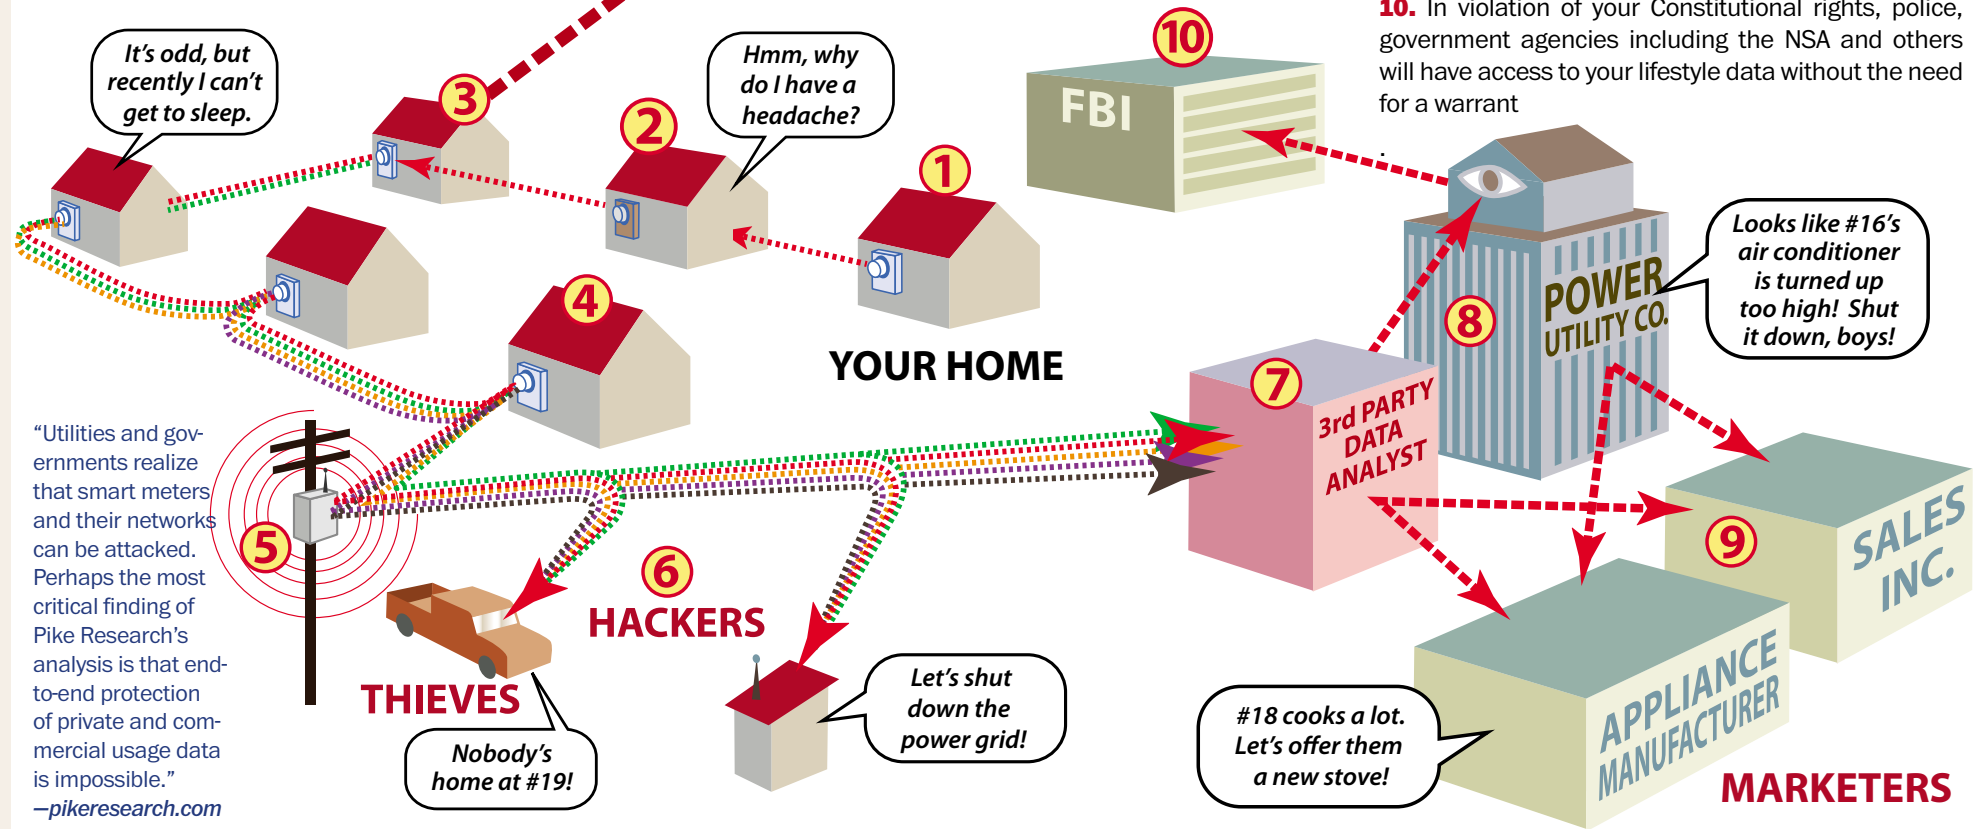 10. In violation of your Constitutional rights, police,
government agencies including the NSA and others
will have access to your lifestyle data without the need
for a warrant
.
It's odd, but
recently I can't
get to sleep.
3
2
Hmm, why
do I have a
headache?
1
10
FBI
4
YOUR HOME
8
POWER
UTILITY CO.
Looks like #16's
air conditioner
is turned up
too high! Shut
it down, boys!
7
3rd PARTY
DATA
ANALYST
“Utilities and gov-
ernments realize
that smart meters
and their networks
can be attacked.
Perhaps the most
critical finding of
Pike Research’s
analysis is that end-
to-end protection
of private and com-
mercial usage data
is impossible.”
—pikeresearch.com
5
6
HACKERS
THIEVES
Nobody's
home at #19!
Let's shut
down the
power grid!
9
SALES
INC.
APPLIANCE
MANUFACTURER
#18 cooks a lot.
Let's offer them
a new stove!
MARKETERS